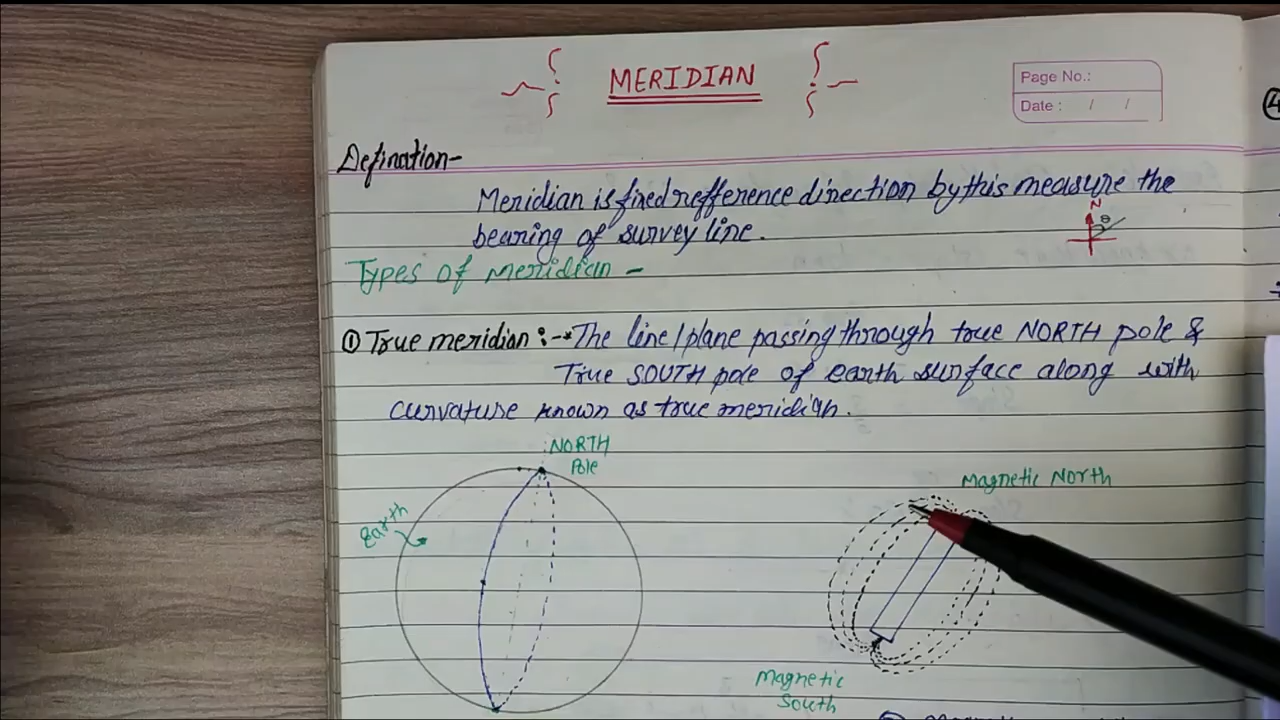 MERIDIAN
Page No.:
Date : / /
Defination-
Meridian is fixed refference direction by this measure the
bearing of survey line.
N
θ
Types of meridian -
① True meridian :-* The line/plane passing through true NORTH pole &
True SOUTH pole of earth surface along with
curvature known as true meridian.
NORTH
Pole
Earth
Magnetic North
Magnetic
South